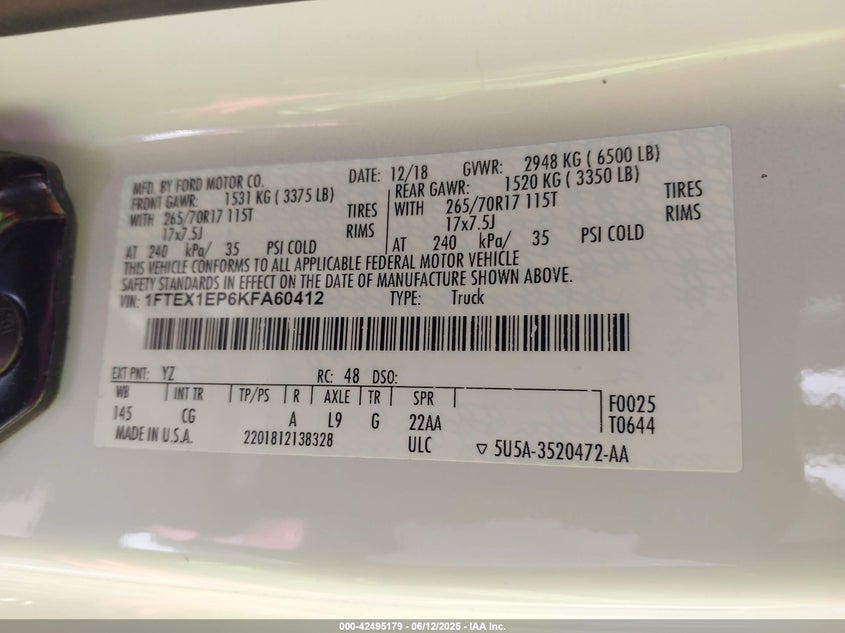 MFD. BY FORD MOTOR CO. DATE: 12/18 GVWR: 2948 KG ( 6500 LB)
FRONT GAWR: 1531 KG ( 3375 LB) REAR GAWR: 1520 KG ( 3350 LB)
WITH 265/70R17 115T TIRES WITH 265/70R17 115T TIRES
17x7.5J RIMS 17x7.5J RIMS
AT 240 kPa/ 35 PSI COLD AT 240 kPa/ 35 PSI COLD
THIS VEHICLE CONFORMS TO ALL APPLICABLE FEDERAL MOTOR VEHICLE
SAFETY STANDARDS IN EFFECT ON THE DATE OF MANUFACTURE SHOWN ABOVE.
VIN: 1FTEX1EP6KFA60412 TYPE: Truck
EXT PNT: YZ RC: 48 DSO:
WB INT TR TP/PS R AXLE TR SPR F0025
145 CG A L9 G 22AA T0644
MADE IN U.S.A. 2201812138328 ULC ▽ 5U5A-3520472-AA
000-42495179 - 06/12/2025 - IAA Inc.